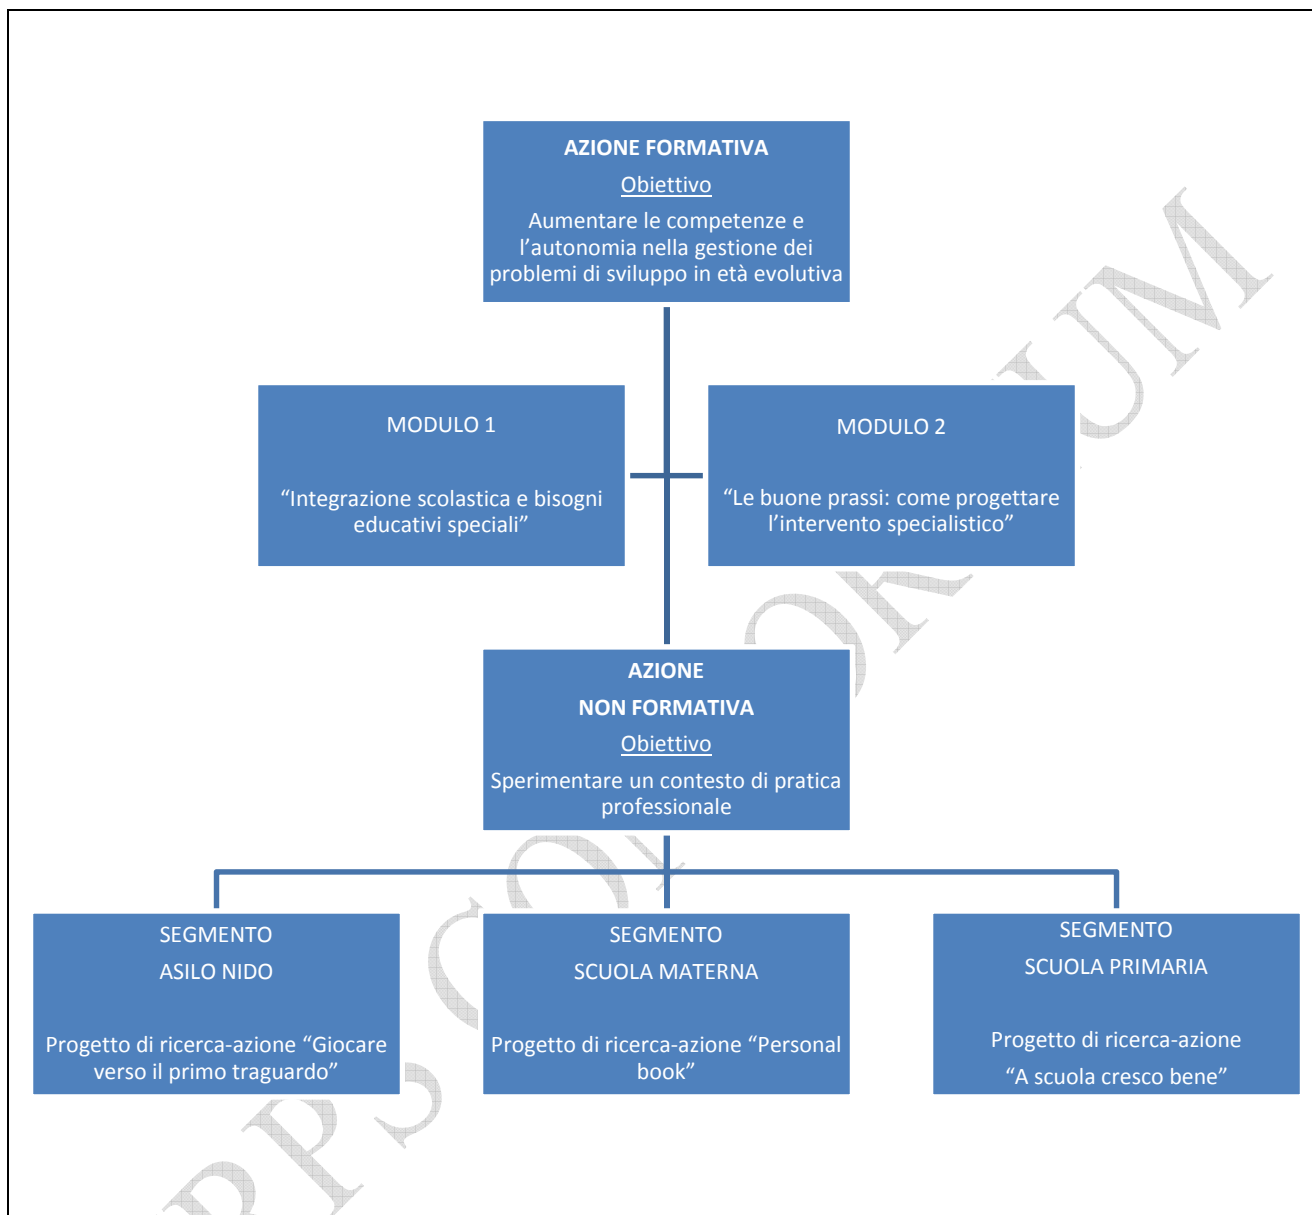 AZIONE FORMATIVA
Obiettivo
Aumentare le competenze e
l’autonomia nella gestione dei
problemi di sviluppo in età evolutiva
MODULO 1
“Integrazione scolastica e bisogni
educativi speciali”
MODULO 2
“Le buone prassi: come progettare
l’intervento specialistico”
AZIONE
NON FORMATIVA
Obiettivo
Sperimentare un contesto di pratica
professionale
SEGMENTO
ASILO NIDO
Progetto di ricerca-azione “Giocare
verso il primo traguardo”
SEGMENTO
SCUOLA MATERNA
Progetto di ricerca-azione “Personal
book”
SEGMENTO
SCUOLA PRIMARIA
Progetto di ricerca-azione
“A scuola cresco bene”